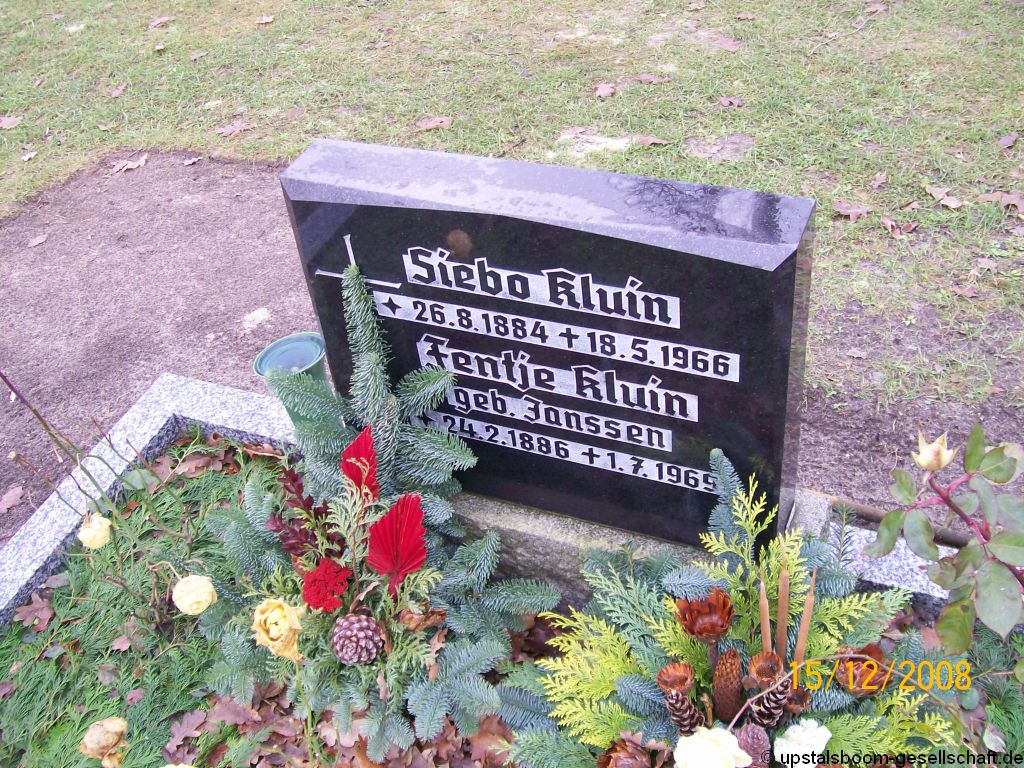 Siebo Kluin
26.8.1884 + 18.5.1966
Fentje Kluin
geb. Janssen
24.2.1886 + 1.7.1965
15/12/2008
© upstalsboom-gesellschaft.de